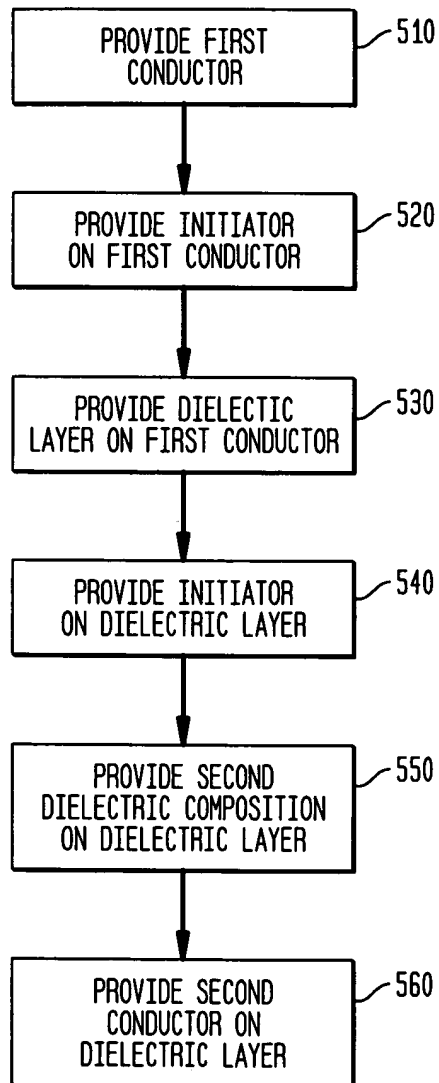 PROVIDE FIRST
CONDUCTOR
510
PROVIDE INITIATOR
ON FIRST CONDUCTOR
520
PROVIDE DIELECTIC
LAYER ON FIRST CONDUCTOR
530
PROVIDE INITIATOR
ON DIELECTRIC LAYER
540
PROVIDE SECOND
DIELECTRIC COMPOSITION
ON DIELECTRIC LAYER
550
PROVIDE SECOND
CONDUCTOR ON
DIELECTRIC LAYER
560